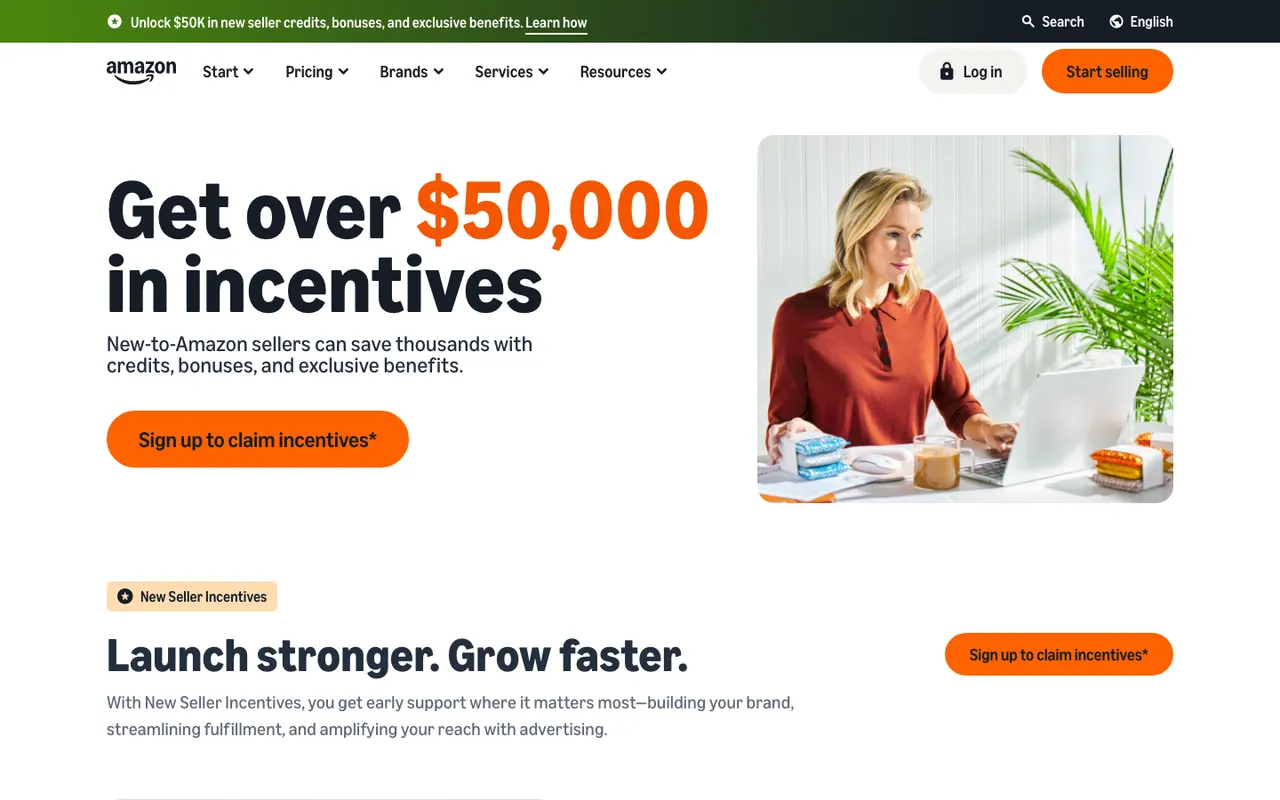 Unlock $50K in new seller credits, bonuses, and exclusive benefits. Learn how
Search
English
amazon
Start
Pricing
Brands
Services
Resources
Log in
Start selling
Get over $50,000
in incentives
New-to-Amazon sellers can save thousands with
credits, bonuses, and exclusive benefits.
Sign up to claim incentives*
New Seller Incentives
Launch stronger. Grow faster.
Sign up to claim incentives*
With New Seller Incentives, you get early support where it matters most—building your brand,
streamlining fulfillment, and amplifying your reach with advertising.